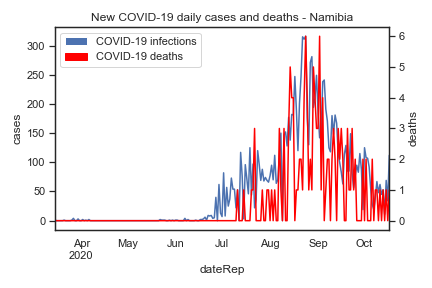 New COVID-19 daily cases and deaths - Namibia
COVID-19 infections
COVID-19 deaths
300
250
200
150
100
50
0
cases
6
5
4
3
2
1
0
deaths
Apr
2020
May
Jun
Jul
Aug
Sep
Oct
dateRep